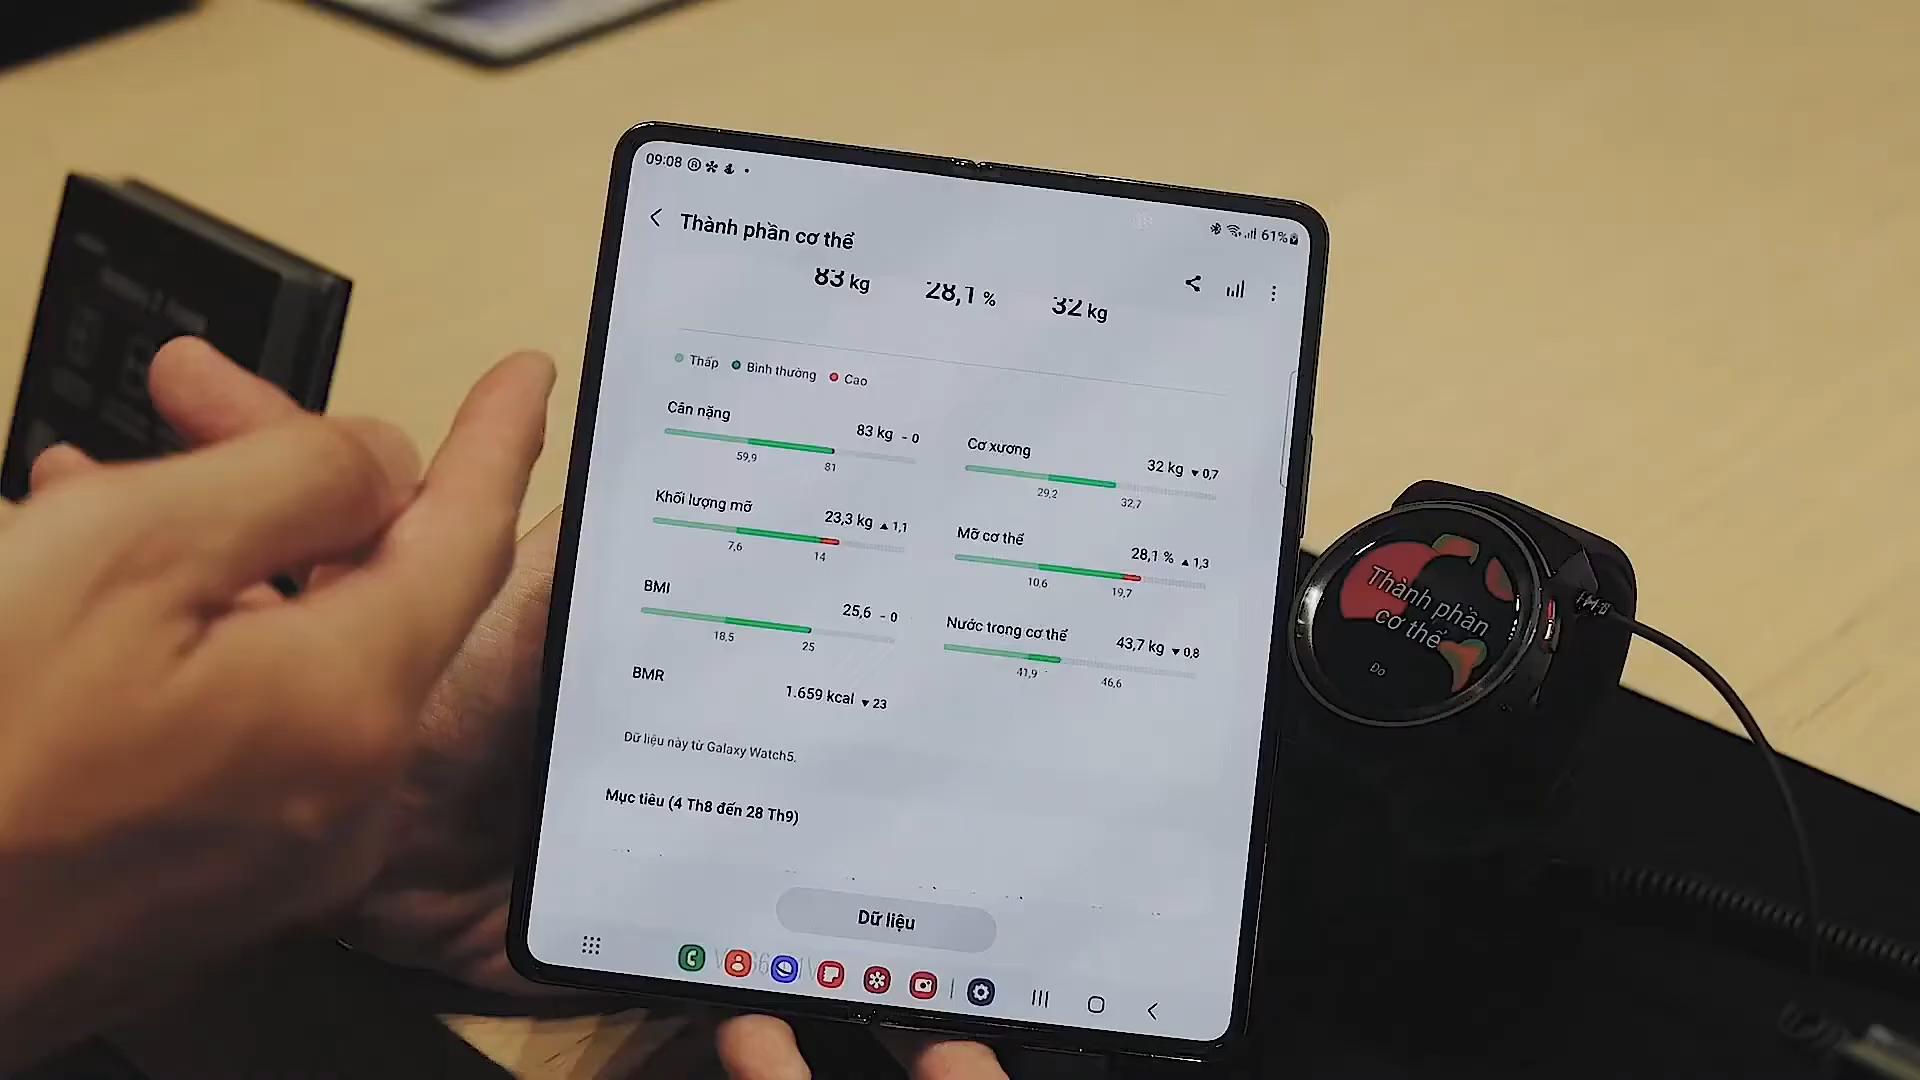 09:08
61%
Thành phần cơ thể
83 kg
28,1 %
32 kg
Thấp
Bình thường
Cao
Cân nặng
83 kg - 0
59,9
81
Cơ xương
32 kg ▼ 0,7
29,2
32,7
Khối lượng mỡ
23,3 kg ▲ 1,1
7,6
14
Mỡ cơ thể
28,1 % ▲ 1,3
10,6
19,7
BMI
25,6 - 0
18,5
25
Nước trong cơ thể
43,7 kg ▼ 0,8
41,9
46,6
BMR
1.659 kcal ▼ 23
Dữ liệu này từ Galaxy Watch5.
Mục tiêu (4 Th8 đến 28 Th9)
Dữ liệu
Thành phần
cơ thể
Đo